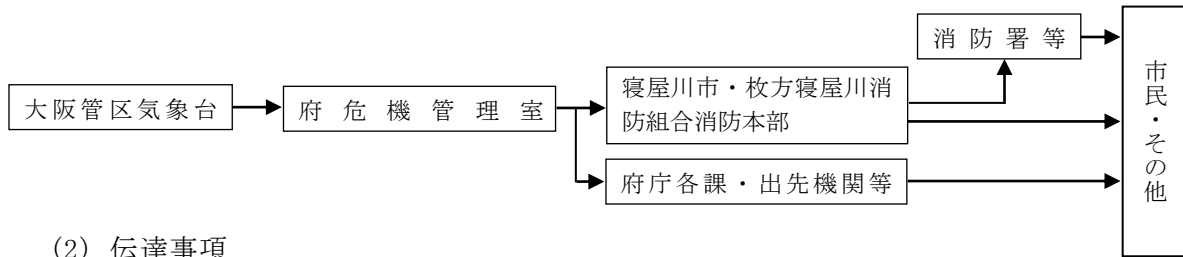 消防署等
大阪管区気象台
府危機管理室
寝屋川市・枚方寝屋川消
防組合消防本部
府庁各課・出先機関等
市民・その他
(2) 伝達事項